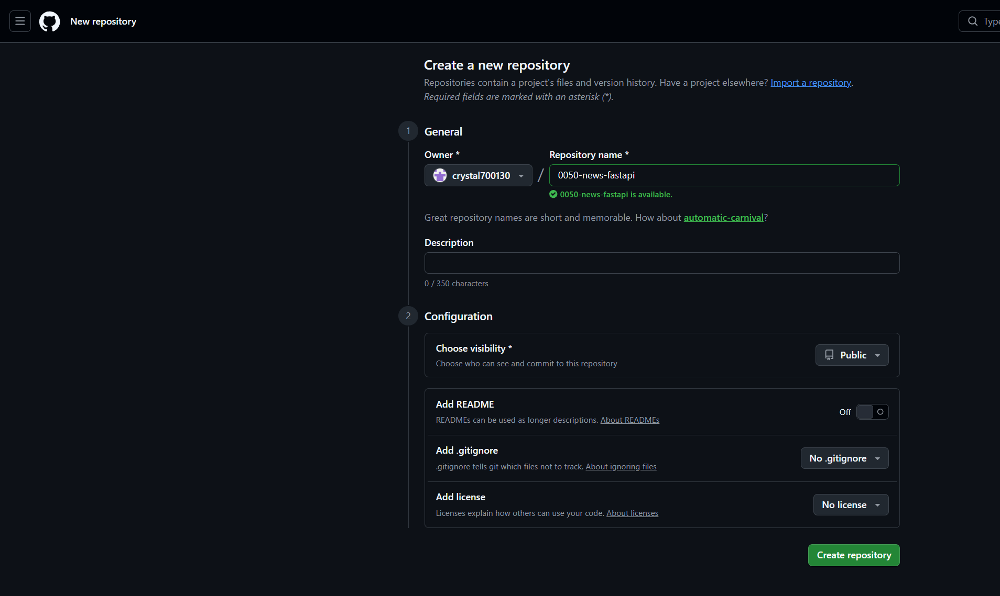 New repository
Type
Create a new repository
Repositories contain a project's files and version history. Have a project elsewhere? Import a repository.
Required fields are marked with an asterisk (*).
1
General
Owner *
Repository name *
crystal700130
/
0050-news-fastapi
0050-news-fastapi is available.
Great repository names are short and memorable. How about automatic-carnival?
Description
0 / 350 characters
2
Configuration
Choose visibility *
Choose who can see and commit to this repository
Public
Add README
READMEs can be used as longer descriptions. About READMEs
Off
Add .gitignore
.gitignore tells git which files not to track. About ignoring files
No .gitignore
Add license
Licenses explain how others can use your code. About licenses
No license
Create repository